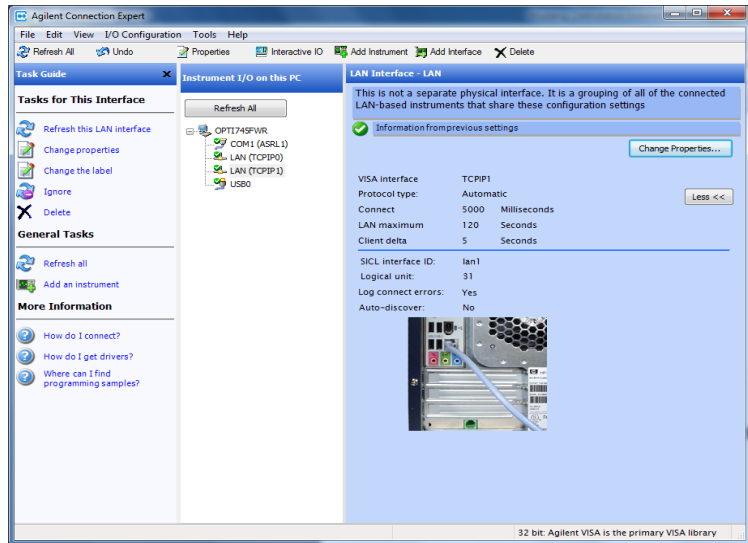 Agilent Connection Expert
File Edit View I/O Configuration Tools Help
Refresh All Undo Properties Interactive IO Add Instrument Add Interface Delete
Task Guide
Tasks for This Interface
Refresh this LAN interface
Change properties
Change the label
Ignore
Delete
General Tasks
Refresh all
Add an instrument
More Information
How do I connect?
How do I get drivers?
Where can I find
programming samples?
Instrument I/O on this PC
Refresh All
OPTI745FWR
COM1 (ASRL1)
LAN (TCPIP0)
LAN (TCPIP1)
USB0
LAN Interface - LAN
This is not a separate physical interface. It is a grouping of all of the connected
LAN-based instruments that share these configuration settings
Information from previous settings
Change Properties...
VISA interface TCPIP1
Protocol type: Automatic
Less <<
Connect 5000 Milliseconds
LAN maximum 120 Seconds
Client delta 5 Seconds
SICL interface ID: lan1
Logical unit: 31
Log connect errors: Yes
Auto-discover: No
32 bit: Agilent VISA is the primary VISA library